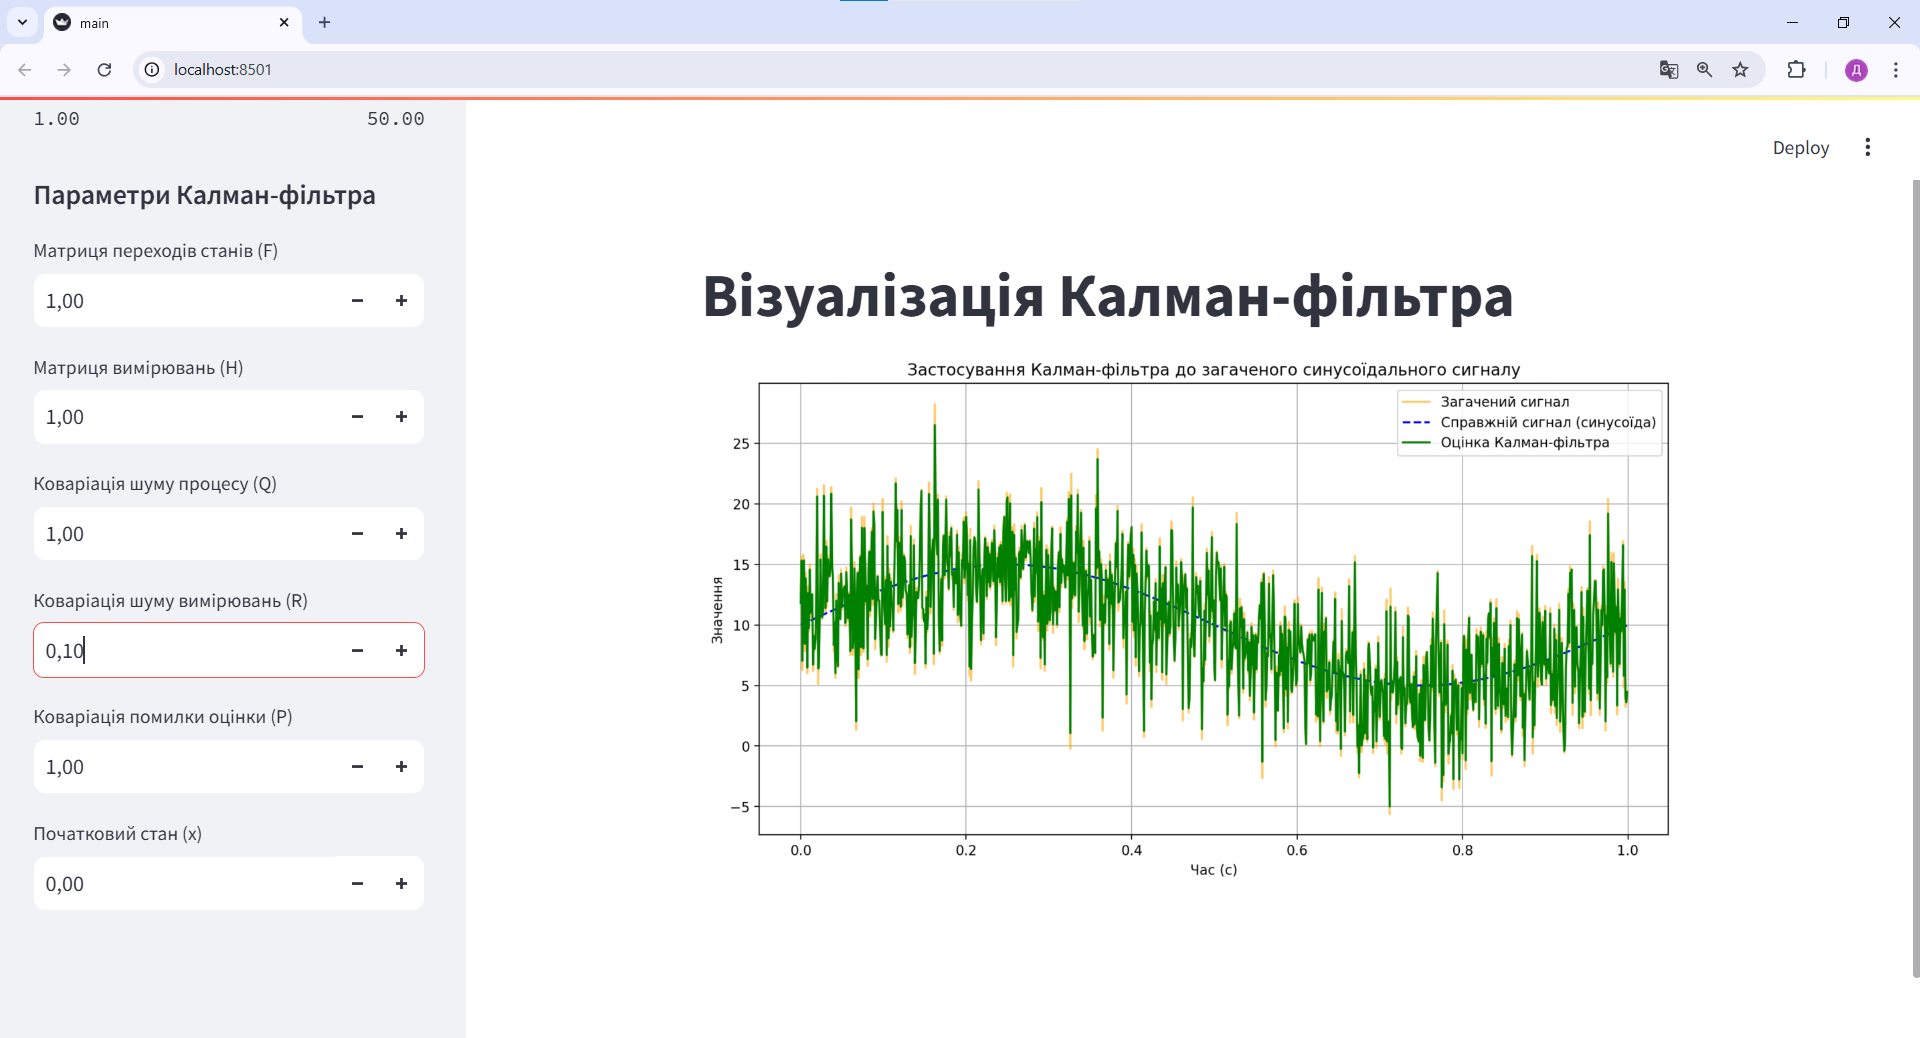 main
localhost:8501
Д
1.00 50.00
Deploy
Параметри Калман-фільтра
Матриця переходів станів (F)
1,00
Матриця вимірювань (H)
1,00
Коваріація шуму процесу (Q)
1,00
Коваріація шуму вимірювань (R)
0,10
Коваріація помилки оцінки (P)
1,00
Початковий стан (x)
0,00
Візуалізація Калман-фільтра
Застосування Калман-фільтра до загаченого синусоїдального сигналу
Загачений сигнал
Справжній сигнал (синусоїда)
Оцінка Калман-фільтра
Значення
25
20
15
10
5
0
−5
0.0 0.2 0.4 0.6 0.8 1.0
Час (с)